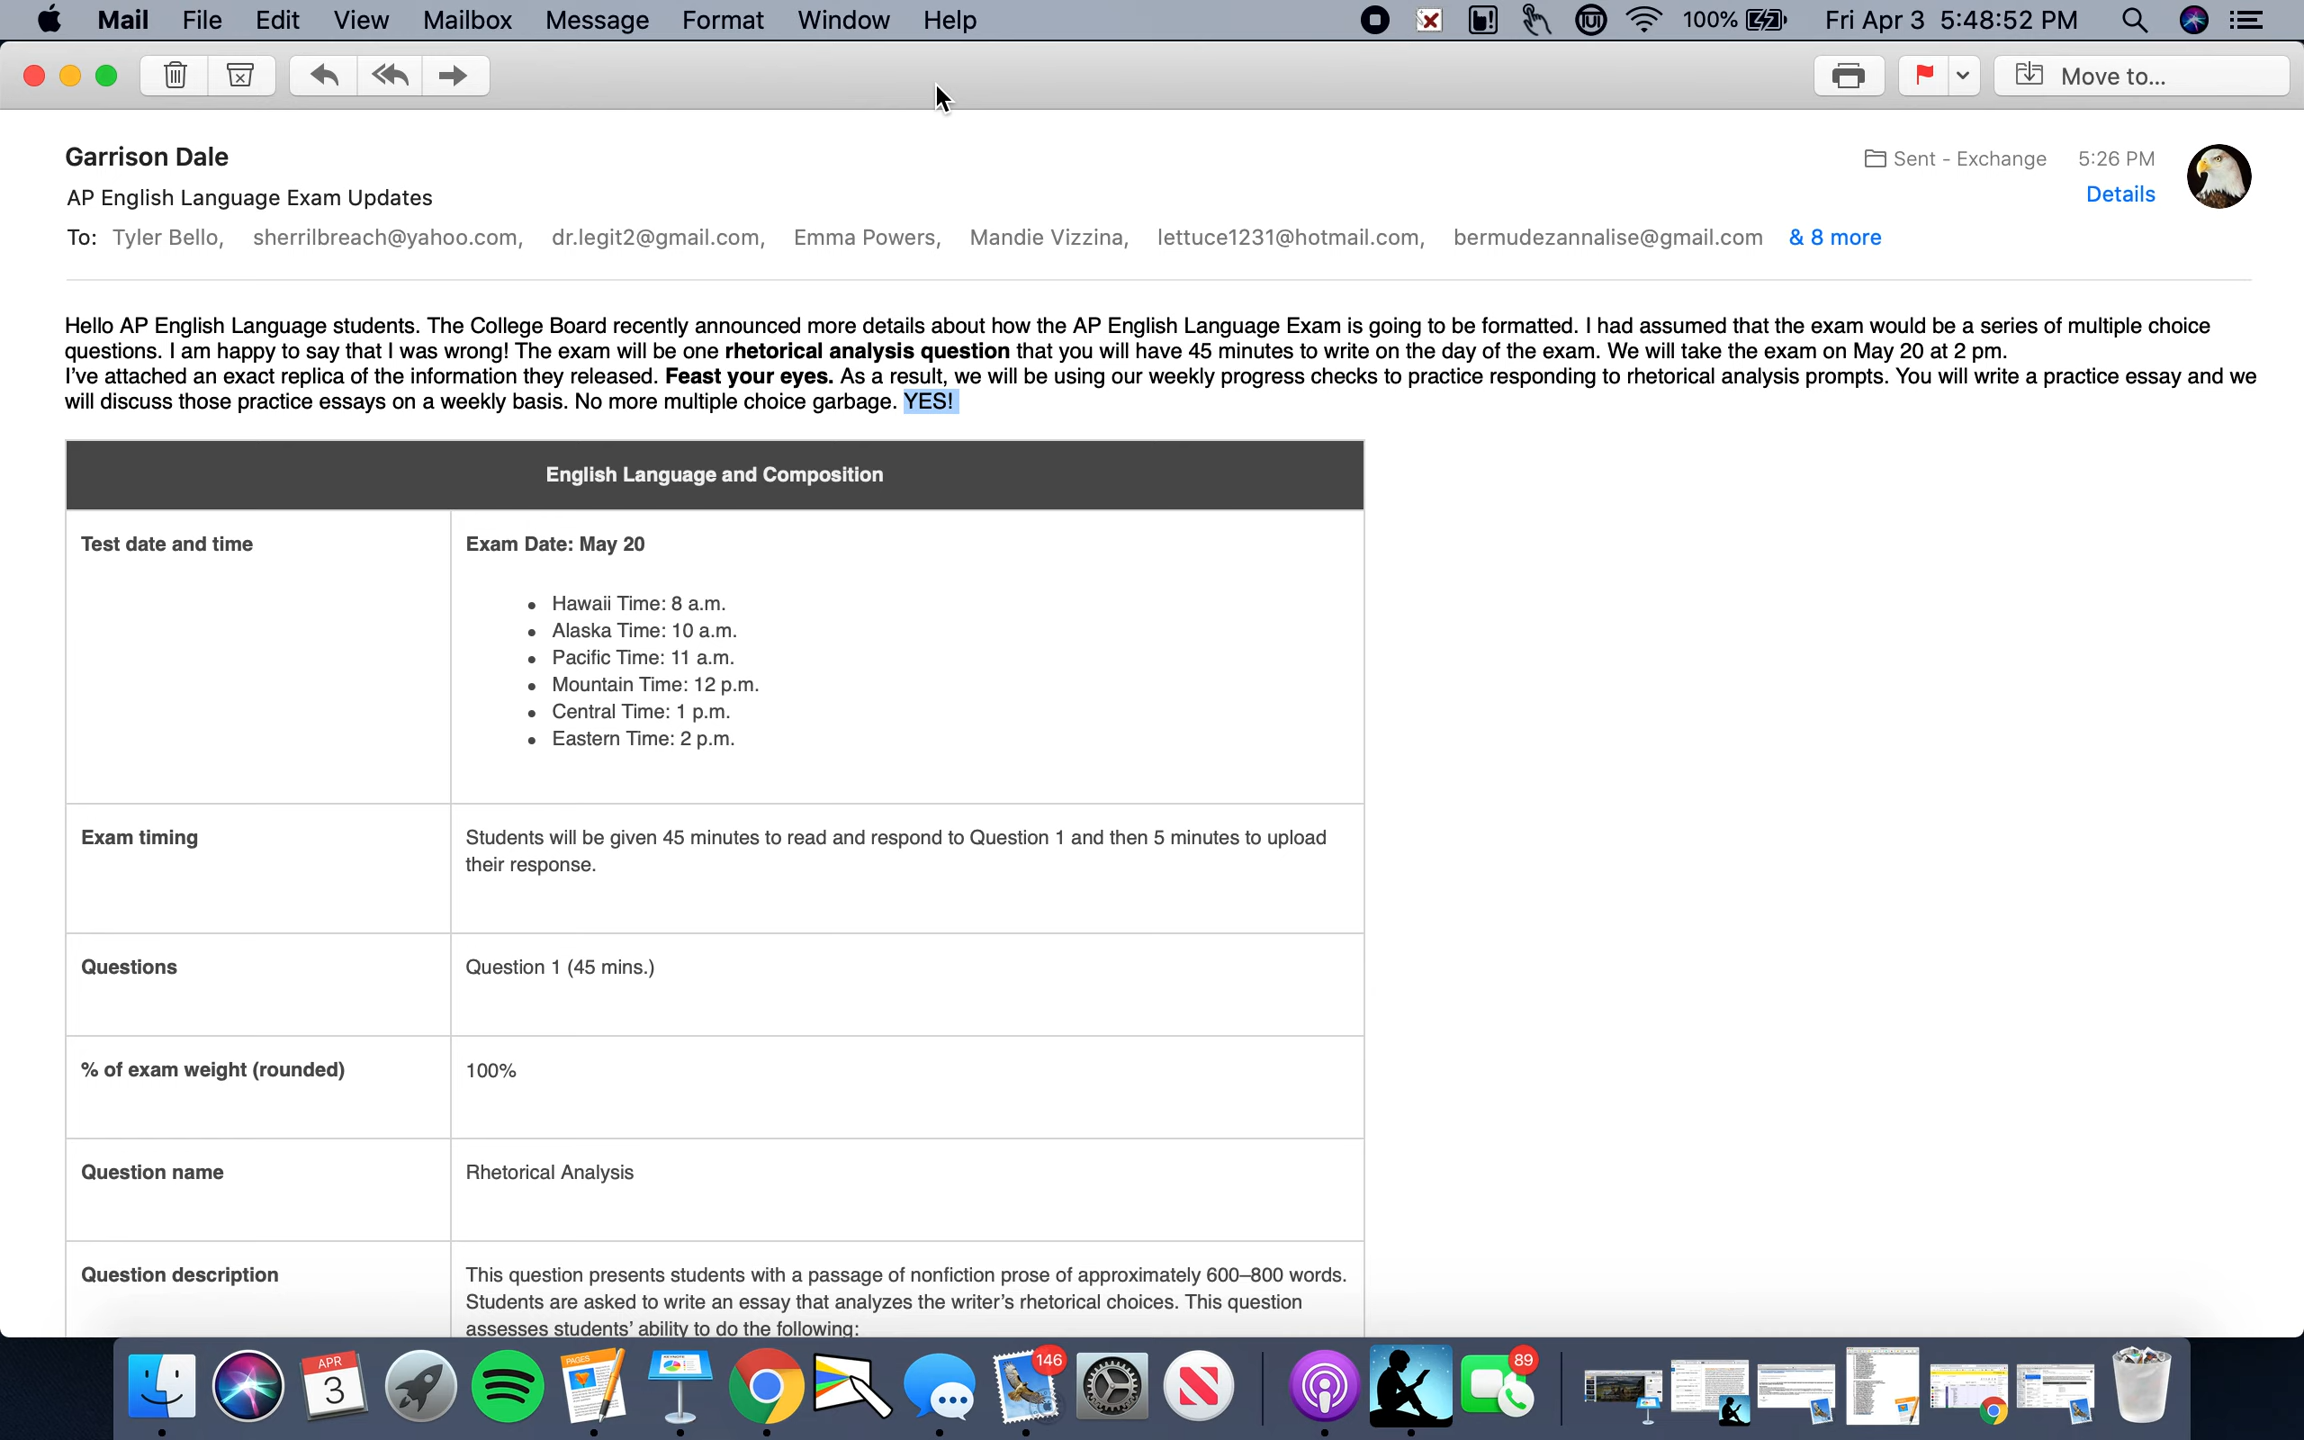 Mail File Edit View Mailbox Message Format Window Help 100% Fri Apr 3 5:48:52 PM
Move to...
Garrison Dale
Sent - Exchange 5:26 PM
AP English Language Exam Updates
Details
To: Tyler Bello, sherrilbreach@yahoo.com, dr.legit2@gmail.com, Emma Powers, Mandie Vizzina, lettuce1231@hotmail.com, bermudezannalise@gmail.com & 8 more
Hello AP English Language students. The College Board recently announced more details about how the AP English Language Exam is going to be formatted. I had assumed that the exam would be a series of multiple choice
questions. I am happy to say that I was wrong! The exam will be one rhetorical analysis question that you will have 45 minutes to write on the day of the exam. We will take the exam on May 20 at 2 pm.
I've attached an exact replica of the information they released. Feast your eyes. As a result, we will be using our weekly progress checks to practice responding to rhetorical analysis prompts. You will write a practice essay and we
will discuss those practice essays on a weekly basis. No more multiple choice garbage. YES!
English Language and Composition
Test date and time
Exam Date: May 20
• Hawaii Time: 8 a.m.
• Alaska Time: 10 a.m.
• Pacific Time: 11 a.m.
• Mountain Time: 12 p.m.
• Central Time: 1 p.m.
• Eastern Time: 2 p.m.
Exam timing
Students will be given 45 minutes to read and respond to Question 1 and then 5 minutes to upload
their response.
Questions
Question 1 (45 mins.)
% of exam weight (rounded)
100%
Question name
Rhetorical Analysis
Question description
This question presents students with a passage of nonfiction prose of approximately 600–800 words.
Students are asked to write an essay that analyzes the writer's rhetorical choices. This question
assesses students' ability to do the following:
APR
3
PAGES
146
89